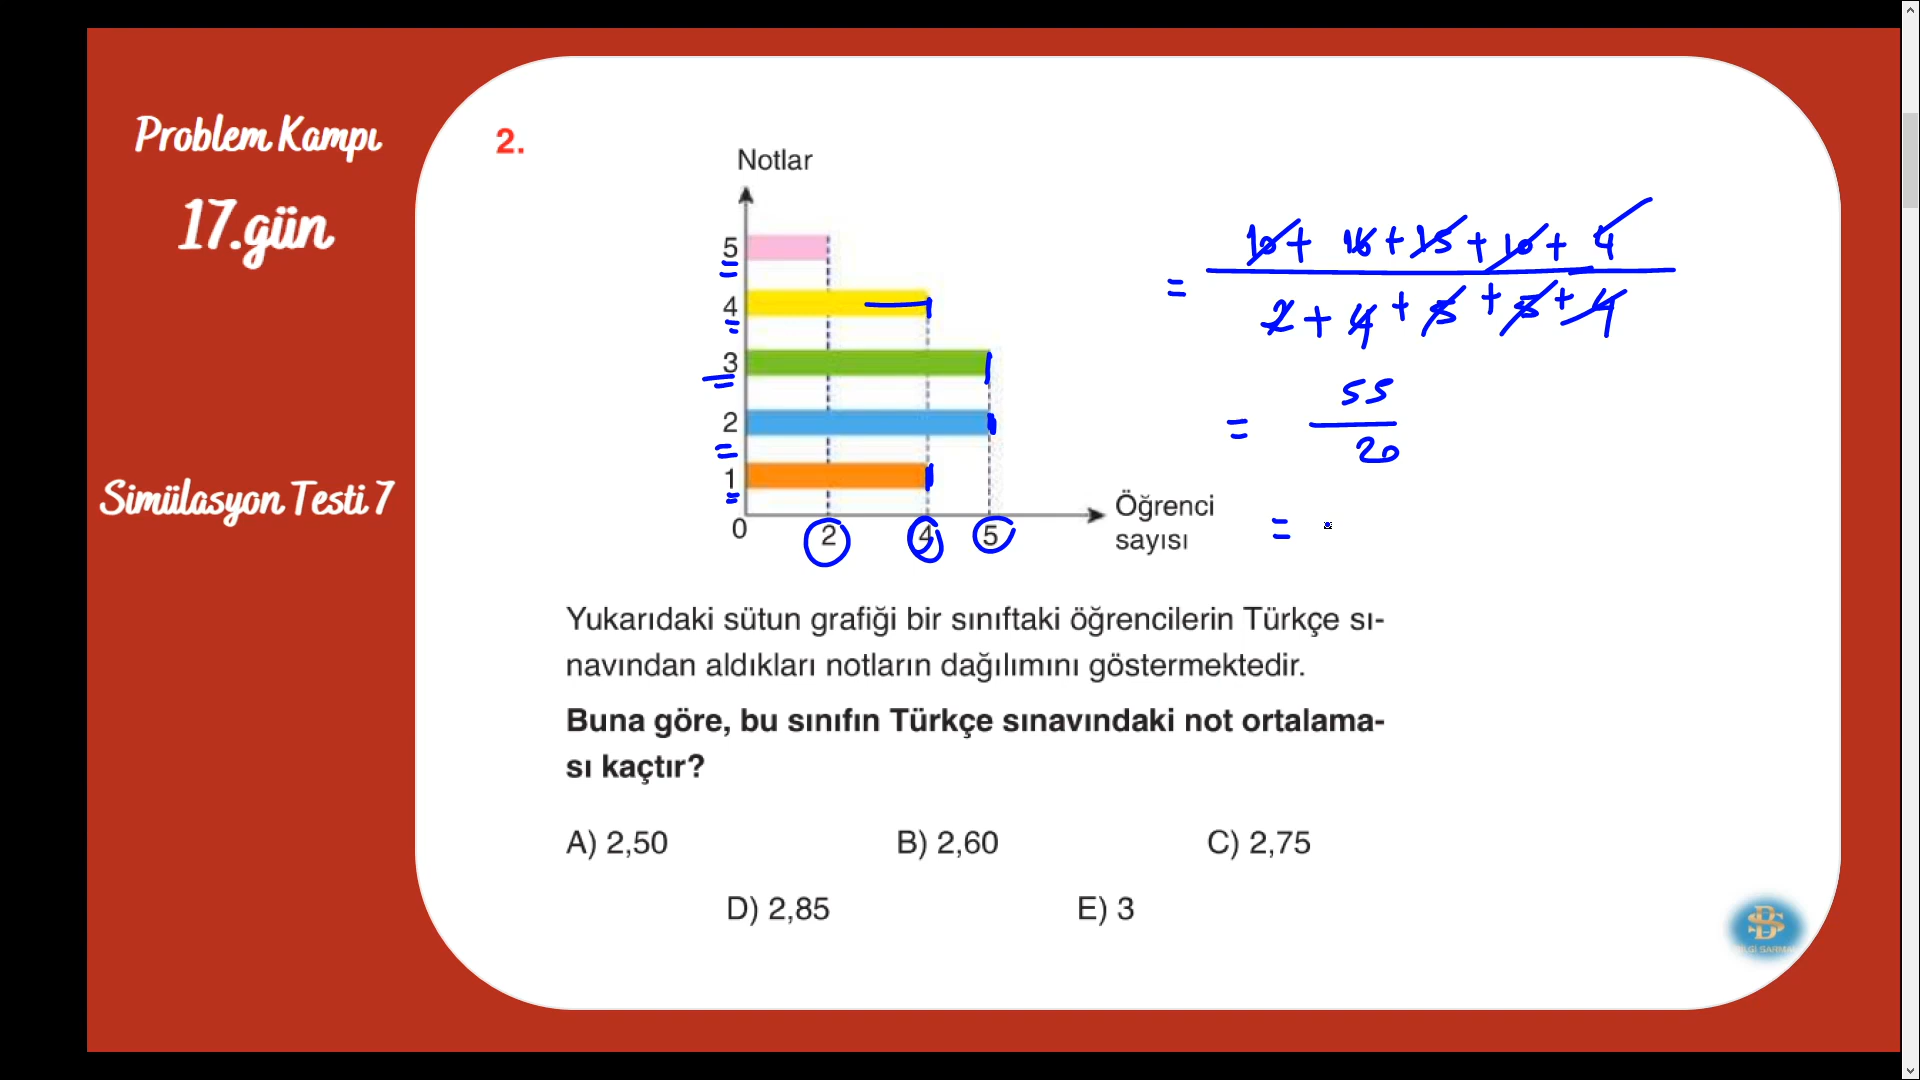 Problem Kampı
17.gün
Simülasyon Testi 7
2.
Notlar
5
4
3
2
1
0
2
4
5
Öğrenci
sayısı
= 10 + 16 + 15 + 10 + 4
2 + 4 + 5 + 5 + 4
= 55
20
=
Yukarıdaki sütun grafiği bir sınıftaki öğrencilerin Türkçe sı-
navından aldıkları notların dağılımını göstermektedir.
Buna göre, bu sınıfın Türkçe sınavındaki not ortalama-
sı kaçtır?
A) 2,50
B) 2,60
C) 2,75
D) 2,85
E) 3